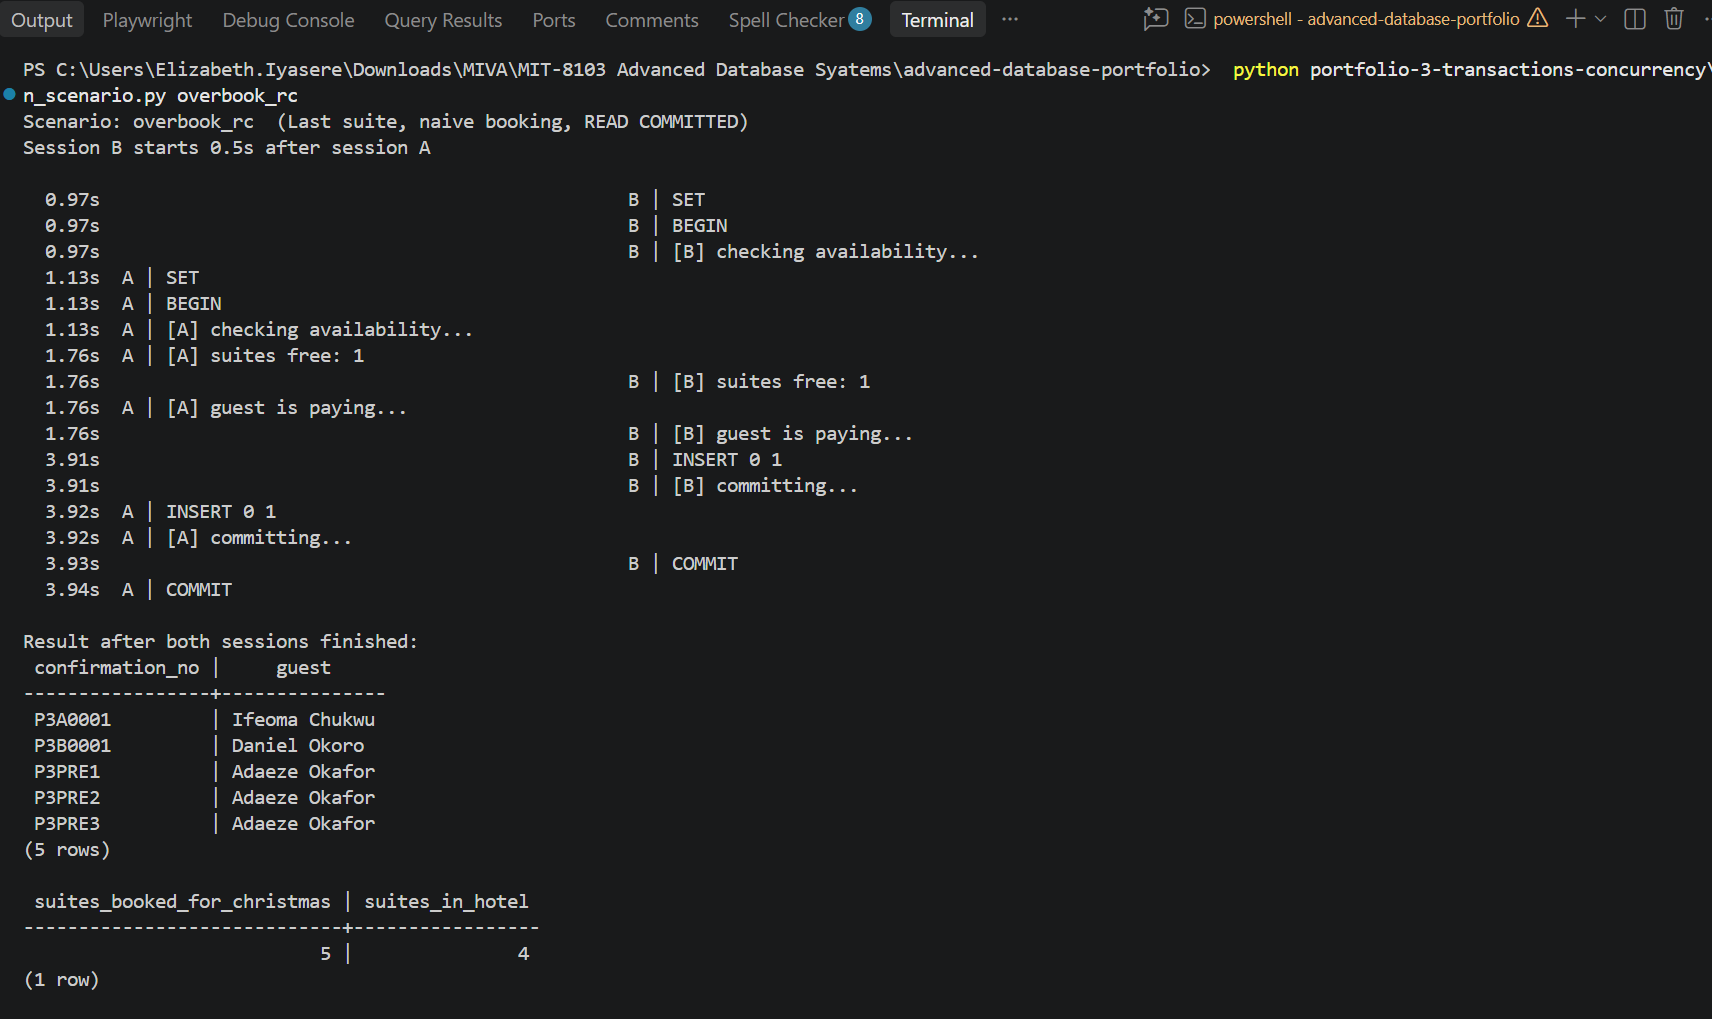 Output Playwright Debug Console Query Results Ports Comments Spell Checker 8 Terminal ... powershell - advanced-database-portfolio
PS C:\Users\Elizabeth.Iyasere\Downloads\MIVA\MIT-8103 Advanced Database Syatems\advanced-database-portfolio> python portfolio-3-transactions-concurrency\
n_scenario.py overbook_rc
Scenario: overbook_rc (Last suite, naive booking, READ COMMITTED)
Session B starts 0.5s after session A
0.97s B | SET
0.97s B | BEGIN
0.97s B | [B] checking availability...
1.13s A | SET
1.13s A | BEGIN
1.13s A | [A] checking availability...
1.76s A | [A] suites free: 1
1.76s B | [B] suites free: 1
1.76s A | [A] guest is paying...
1.76s B | [B] guest is paying...
3.91s B | INSERT 0 1
3.91s B | [B] committing...
3.92s A | INSERT 0 1
3.92s A | [A] committing...
3.93s B | COMMIT
3.94s A | COMMIT
Result after both sessions finished:
confirmation_no | guest
-----------------+---------------
P3A0001 | Ifeoma Chukwu
P3B0001 | Daniel Okoro
P3PRE1 | Adaeze Okafor
P3PRE2 | Adaeze Okafor
P3PRE3 | Adaeze Okafor
(5 rows)
suites_booked_for_christmas | suites_in_hotel
-----------------------------+-----------------
5 | 4
(1 row)